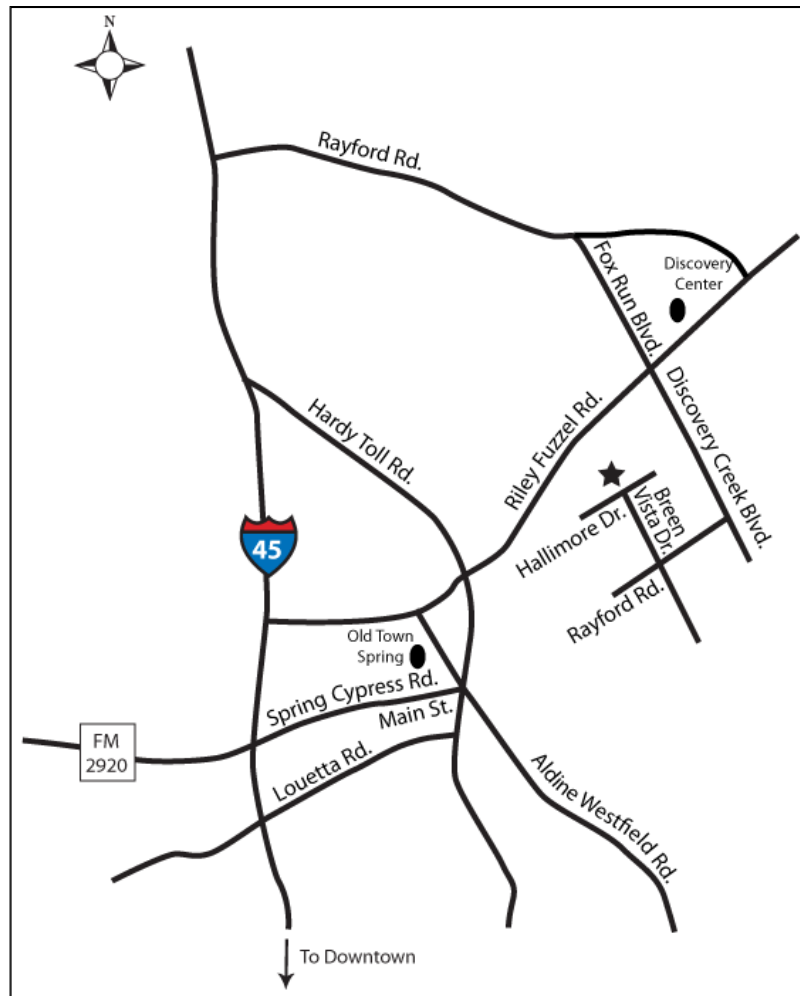 N
Rayford Rd.
Discovery
Center
Fox Run Blvd.
Hardy Toll Rd.
Riley Fuzzel Rd.
Discovery Creek Blvd.
45
Hallimore Dr.
Breen
Vista Dr.
Rayford Rd.
Old Town
Spring
Spring Cypress Rd.
Main St.
FM
2920
Louetta Rd.
Aldine Westfield Rd.
To Downtown